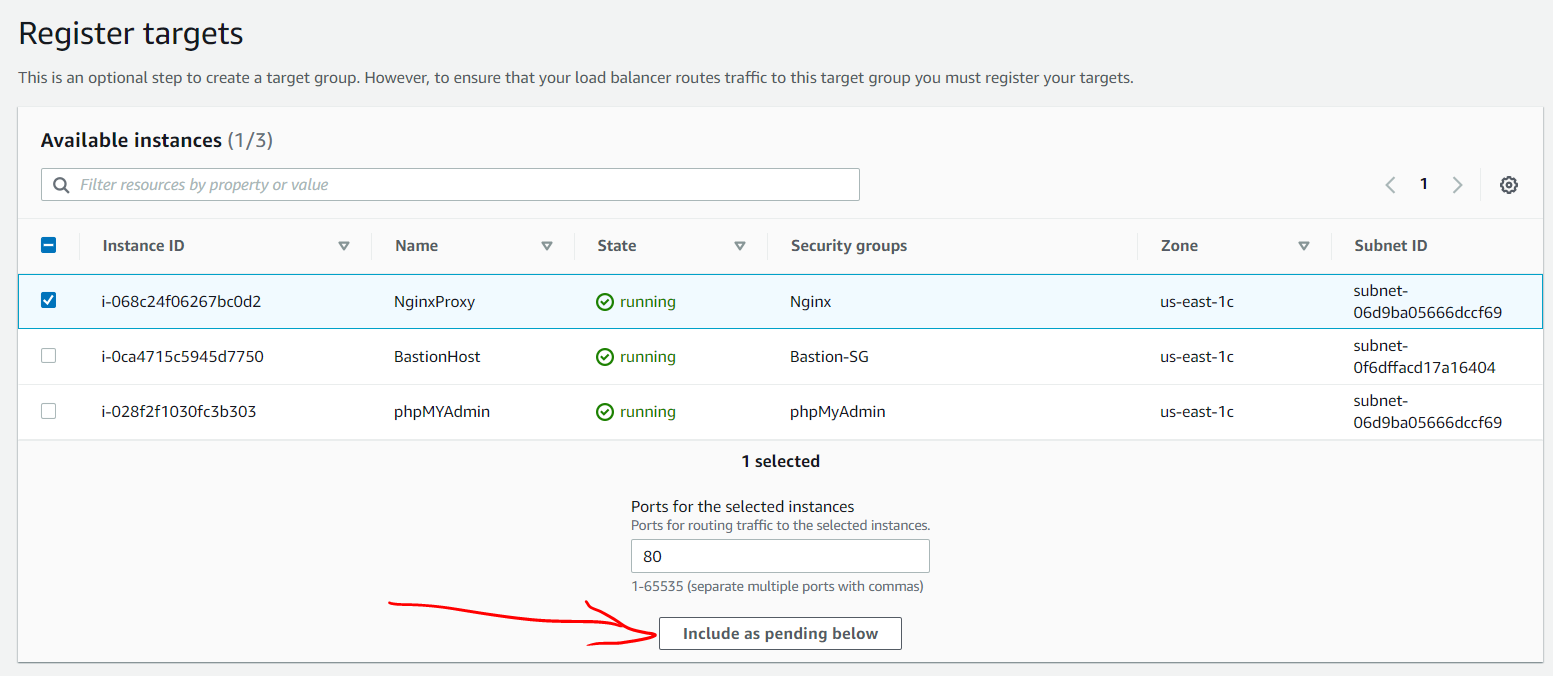 Register targets
This is an optional step to create a target group. However, to ensure that your load balancer routes traffic to this target group you must register your targets.
Available instances (1/3)
Filter resources by property or value
1
Instance ID Name State Security groups Zone Subnet ID
i-068c24f06267bc0d2 NginxProxy running Nginx us-east-1c subnet-
06d9ba05666dccf69
i-0ca4715c5945d7750 BastionHost running Bastion-SG us-east-1c subnet-
0f6dffacd17a16404
i-028f2f1030fc3b303 phpMYAdmin running phpMyAdmin us-east-1c subnet-
06d9ba05666dccf69
1 selected
Ports for the selected instances
Ports for routing traffic to the selected instances.
80
1-65535 (separate multiple ports with commas)
Include as pending below